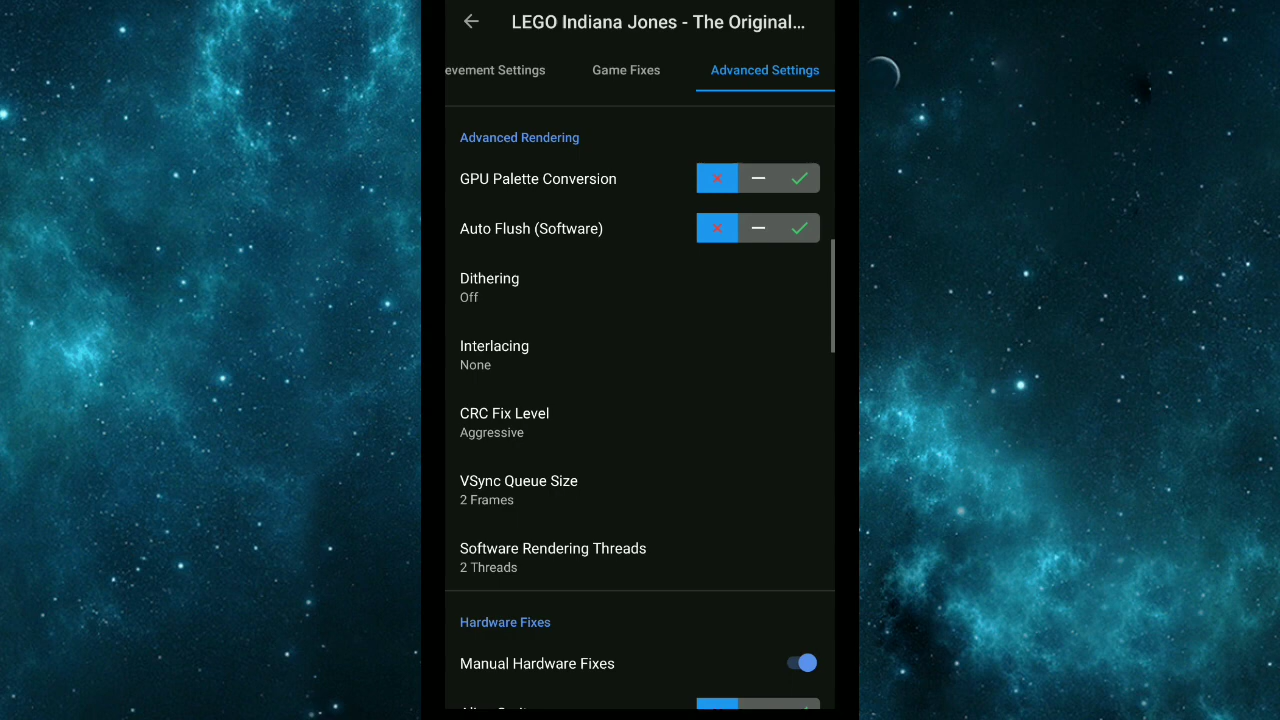 LEGO Indiana Jones - The Original...
evement Settings
Game Fixes
Advanced Settings
Advanced Rendering
GPU Palette Conversion
Auto Flush (Software)
Dithering
Off
Interlacing
None
CRC Fix Level
Aggressive
VSync Queue Size
2 Frames
Software Rendering Threads
2 Threads
Hardware Fixes
Manual Hardware Fixes